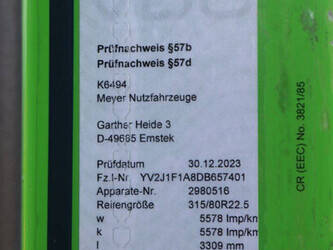 Prüfnachweis §57b
Prüfnachweis §57d
K6494
Meyer Nutzfahrzeuge
Garther Heide 3
D-49685 Emstek
Prüfdatum 30.12.2023
Fz.I-Nr. YV2J1F1A8DB657401
Apparate-Nr. 2980516
Reifengröße 315/80R22.5
w 5578 Imp/km
k 5578 Imp/km
l 3309 mm
CR (EEC) No. 3821/85